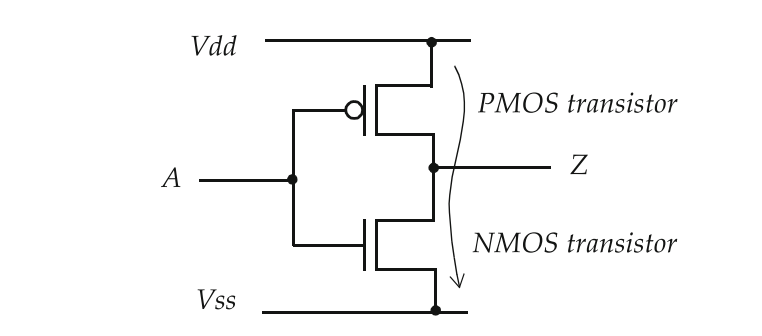 Vdd
PMOS transistor
A
Z
NMOS transistor
Vss